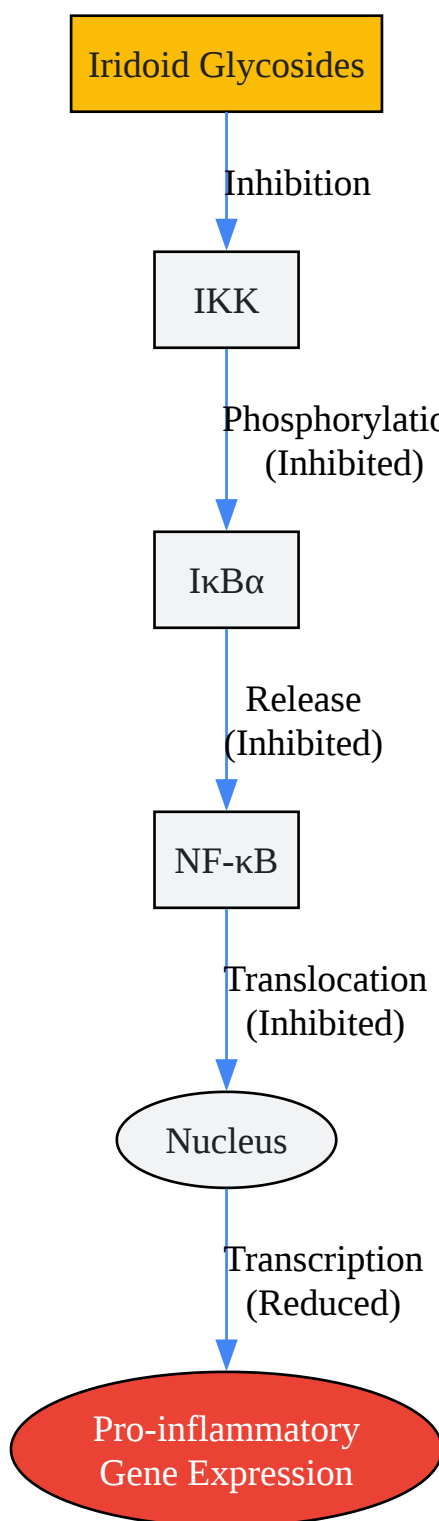 Iridoid Glycosides
Inhibition
IKK
Phosphorylatio
(Inhibited)
IκBα
Release
(Inhibited)
NF-κB
Translocation
(Inhibited)
Nucleus
Transcription
(Reduced)
Pro-inflammatory
Gene Expression